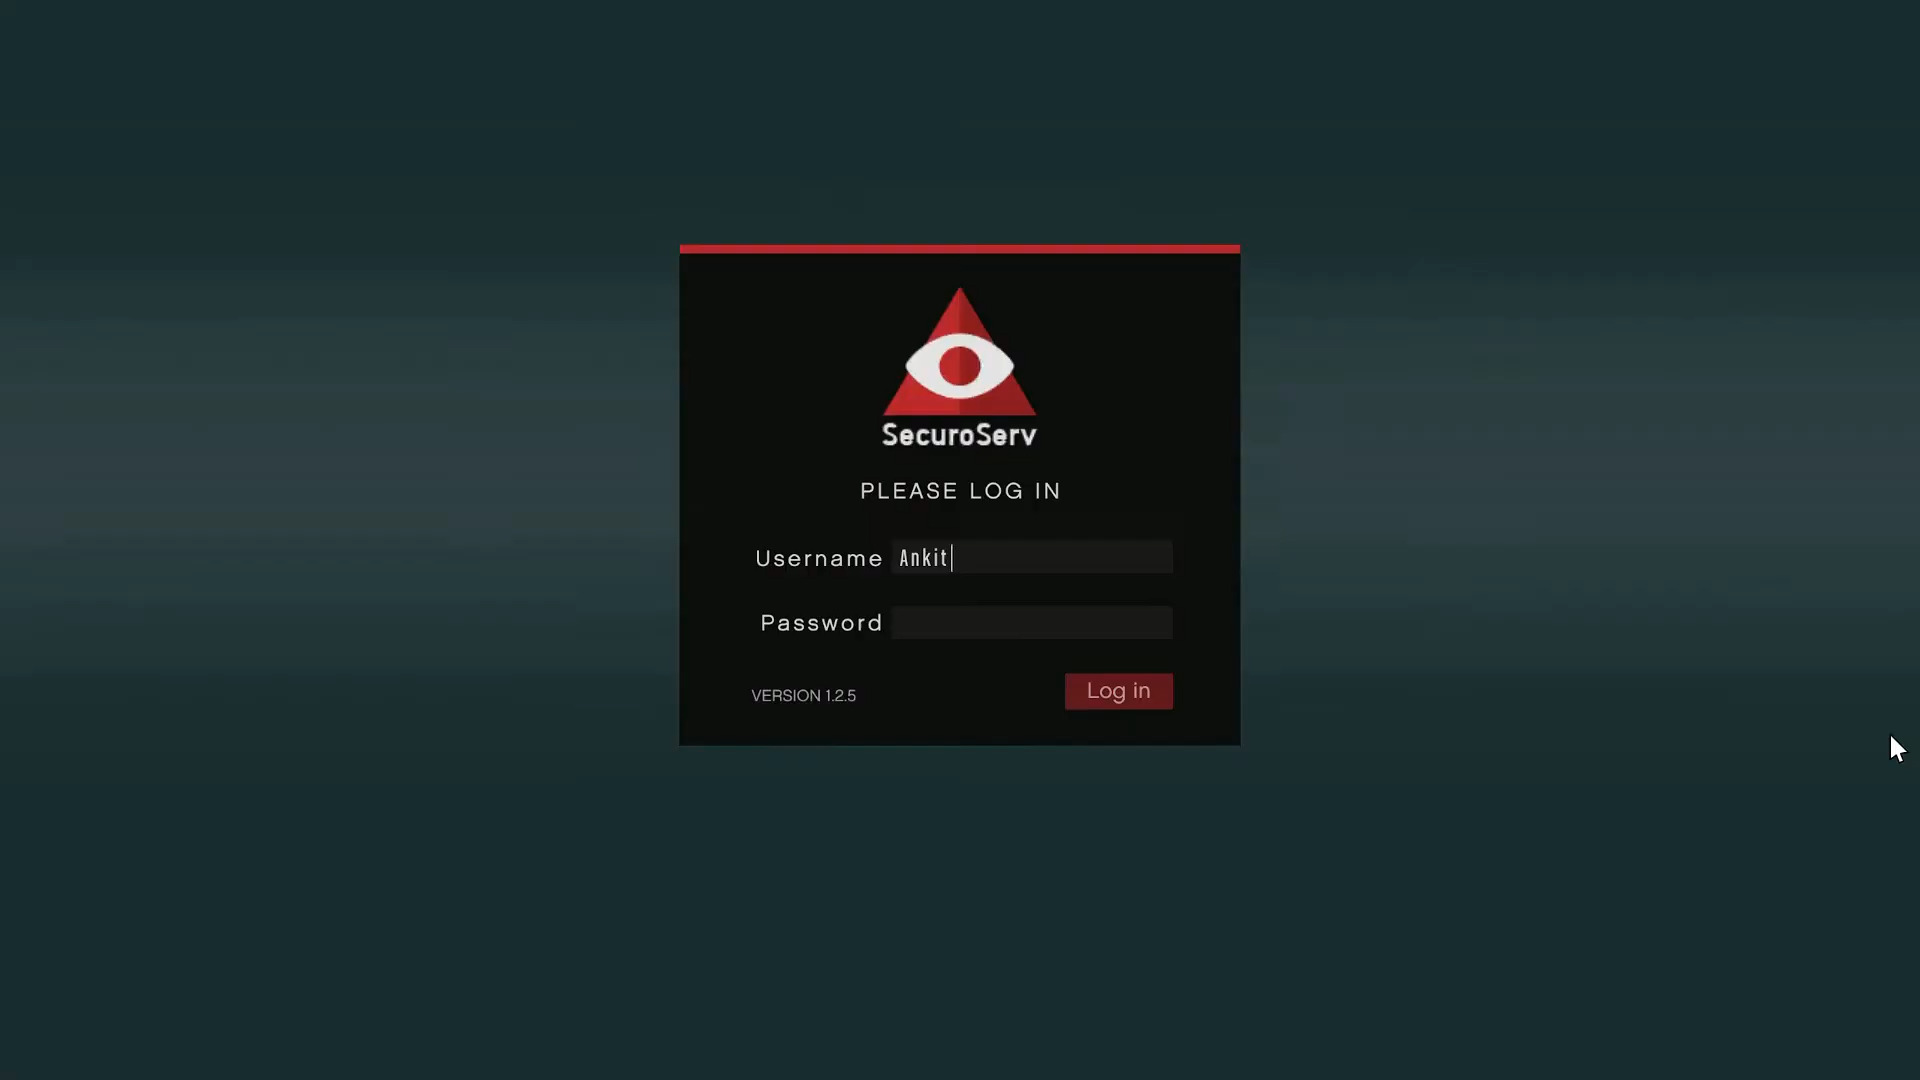 SecuroServ
PLEASE LOG IN
Username Ankit
Password
VERSION 1.2.5 Log in